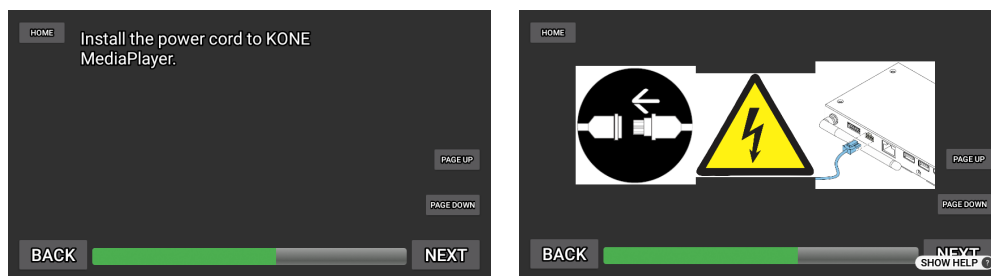 HOME
Install the power cord to KONE
MediaPlayer.
PAGE UP
PAGE DOWN
BACK
NEXT
HOME
PAGE UP
PAGE DOWN
BACK
NEXT
SHOW HELP ?